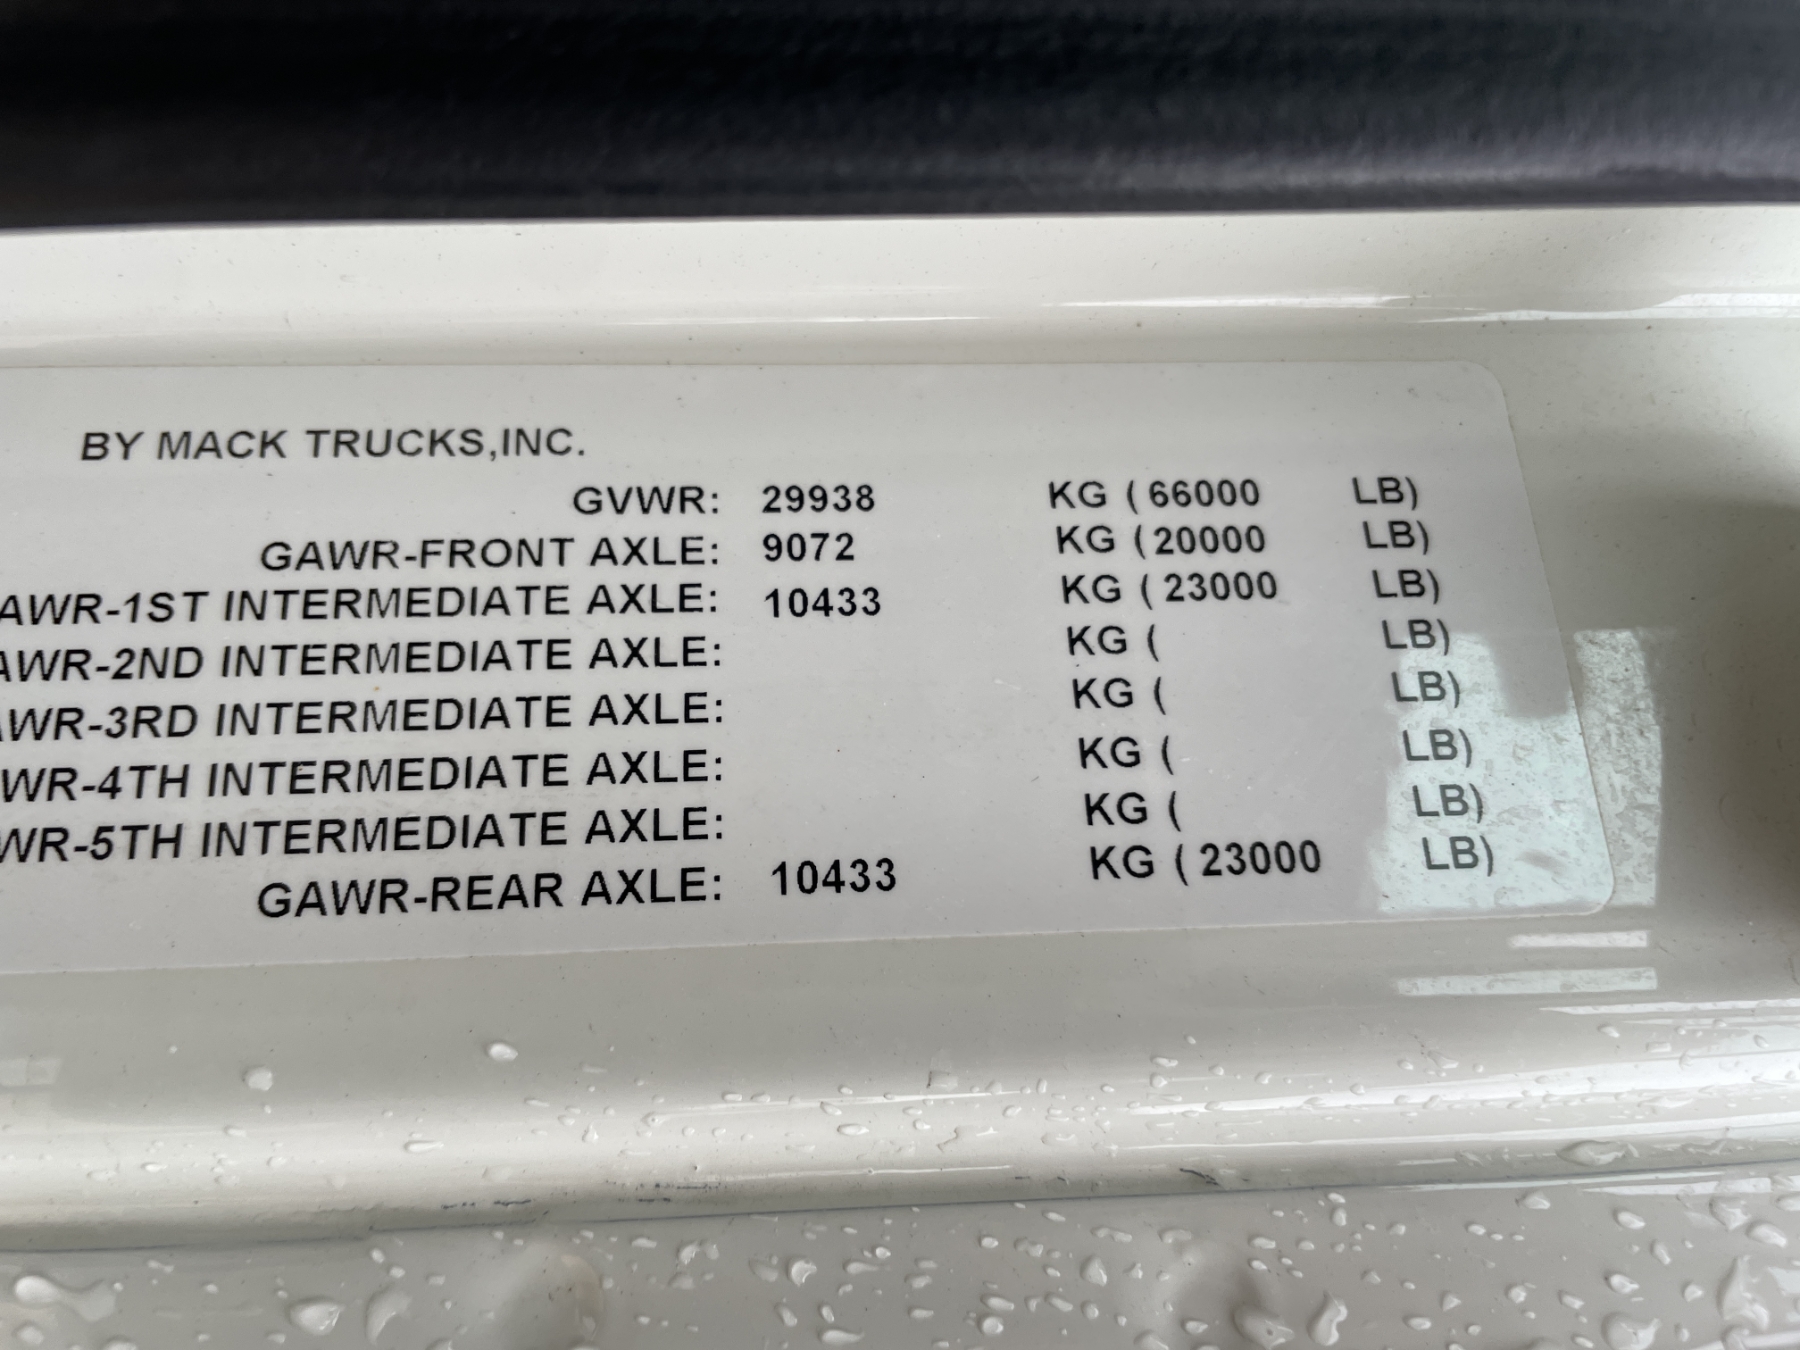 BY MACK TRUCKS,INC.
GVWR: 29938 KG (66000 LB)
GAWR-FRONT AXLE: 9072 KG (20000 LB)
AWR-1ST INTERMEDIATE AXLE: 10433 KG (23000 LB)
AWR-2ND INTERMEDIATE AXLE: KG ( LB)
WR-3RD INTERMEDIATE AXLE: KG ( LB)
WR-4TH INTERMEDIATE AXLE: KG ( LB)
WR-5TH INTERMEDIATE AXLE: KG ( LB)
GAWR-REAR AXLE: 10433 KG (23000 LB)